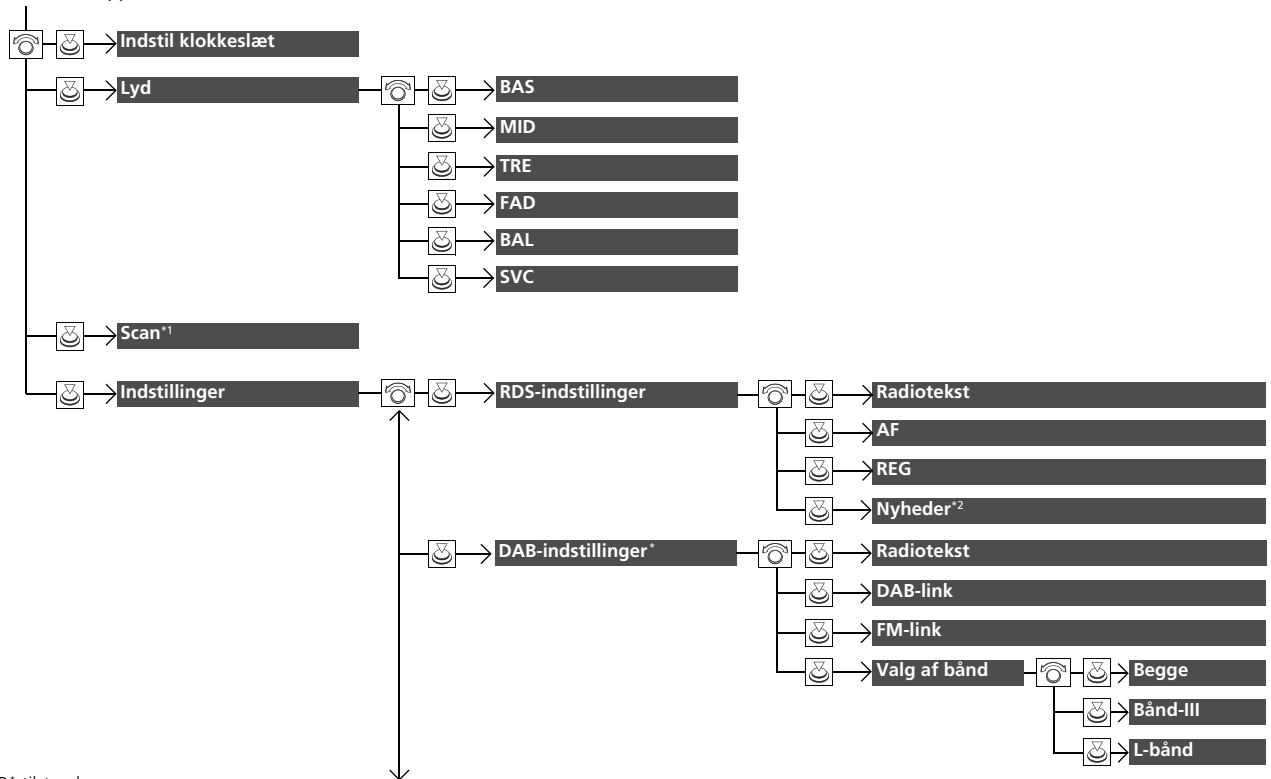 Indstil klokkeslæt
Lyd
BAS
MID
TRE
FAD
BAL
SVC
Scan*1
Indstillinger
RDS-indstillinger
Radiotekst
AF
REG
Nyheder*2
DAB-indstillinger*
Radiotekst
DAB-link
FM-link
Valg af bånd
Begge
Bånd-III
L-bånd